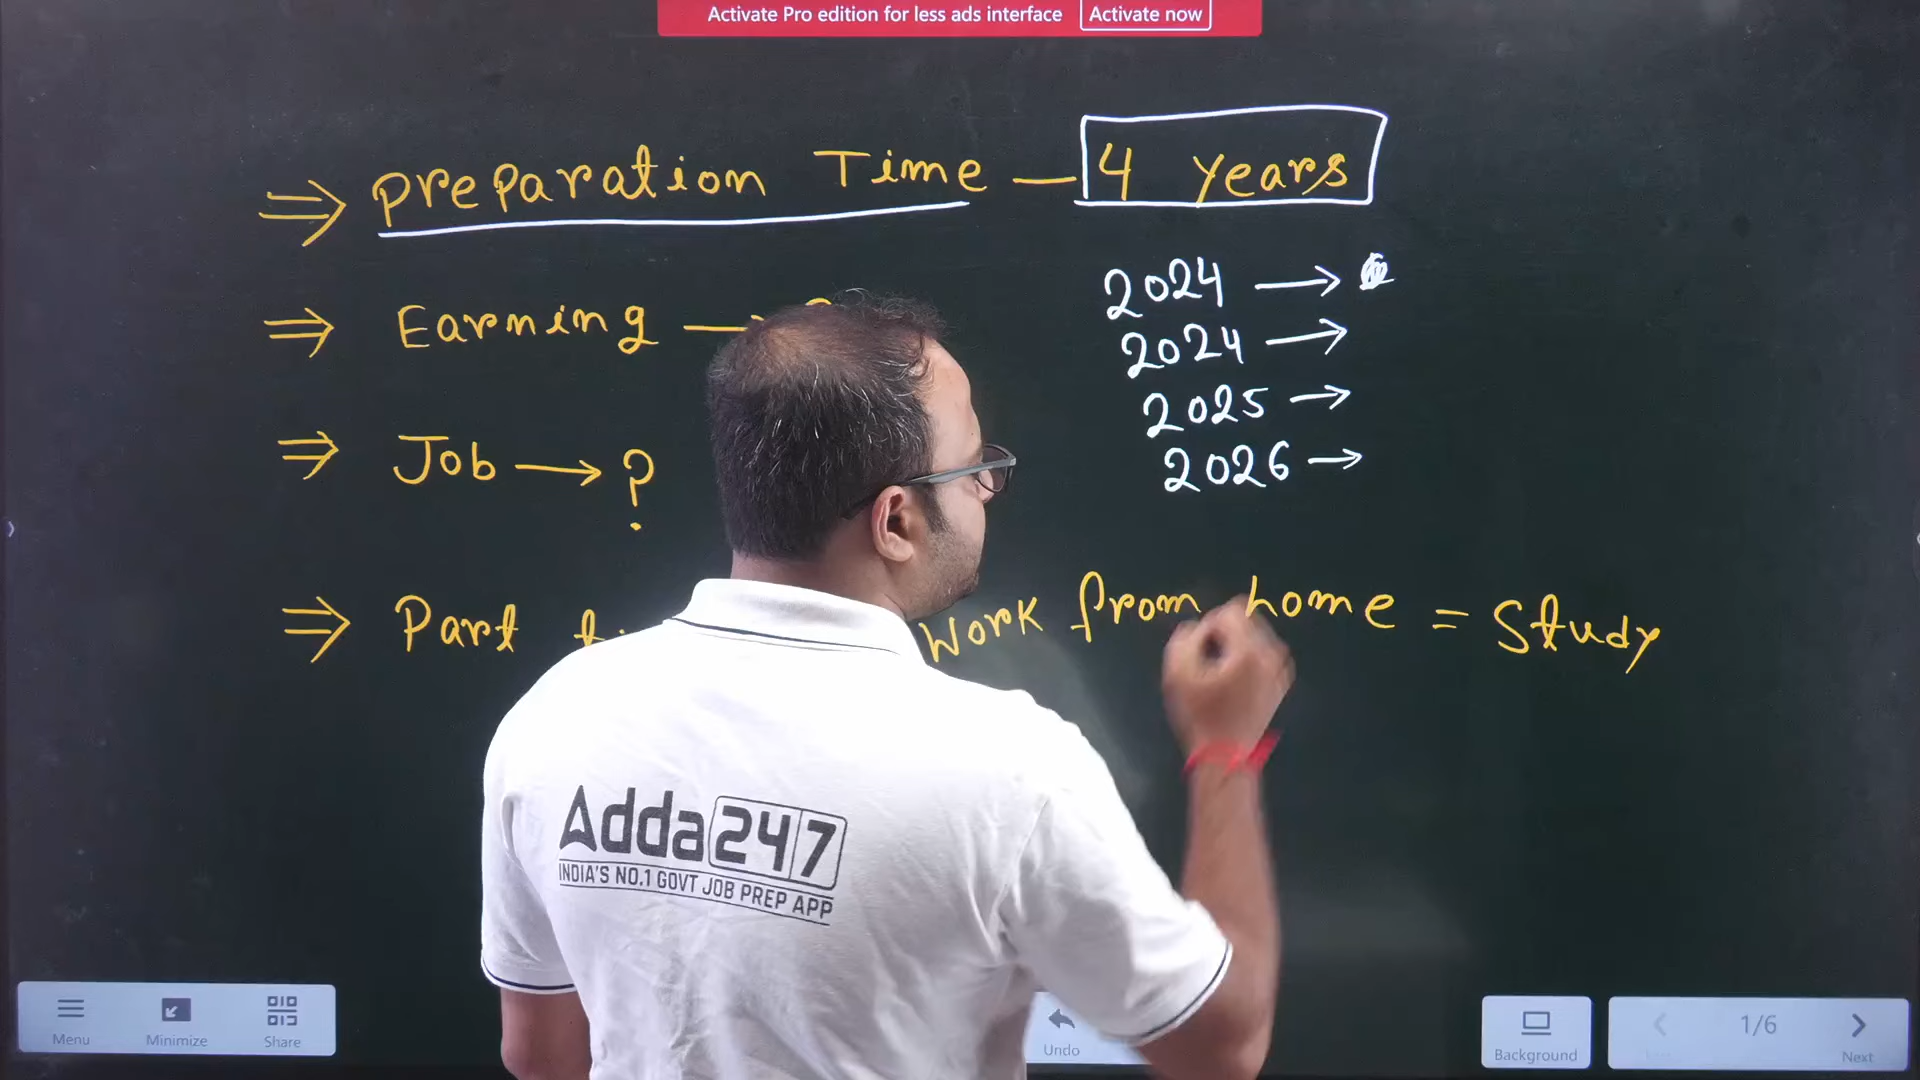 Activate Pro edition for less ads interface Activate now
⇒ Preparation Time — 4 years
2024 →
⇒ Earning —
2024 →
2025 →
⇒ Job → ?
2026 →
⇒ Part work from home = Study
Adda247
INDIA'S NO.1 GOVT JOB PREP APP
Menu Minimize Share Undo Background 1/6 Next